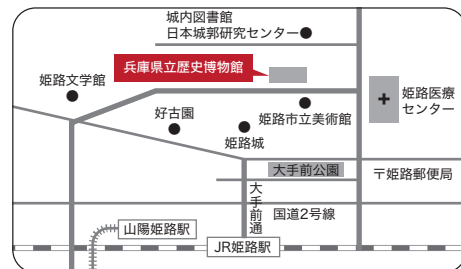 城内図書館
日本城郭研究センター
兵庫県立歴史博物館
姫路文学館
姫路医療
センター
好古園
姫路市立美術館
姫路城
大手前公園
〒姫路郵便局
大手前通
国道2号線
山陽姫路駅
JR姫路駅